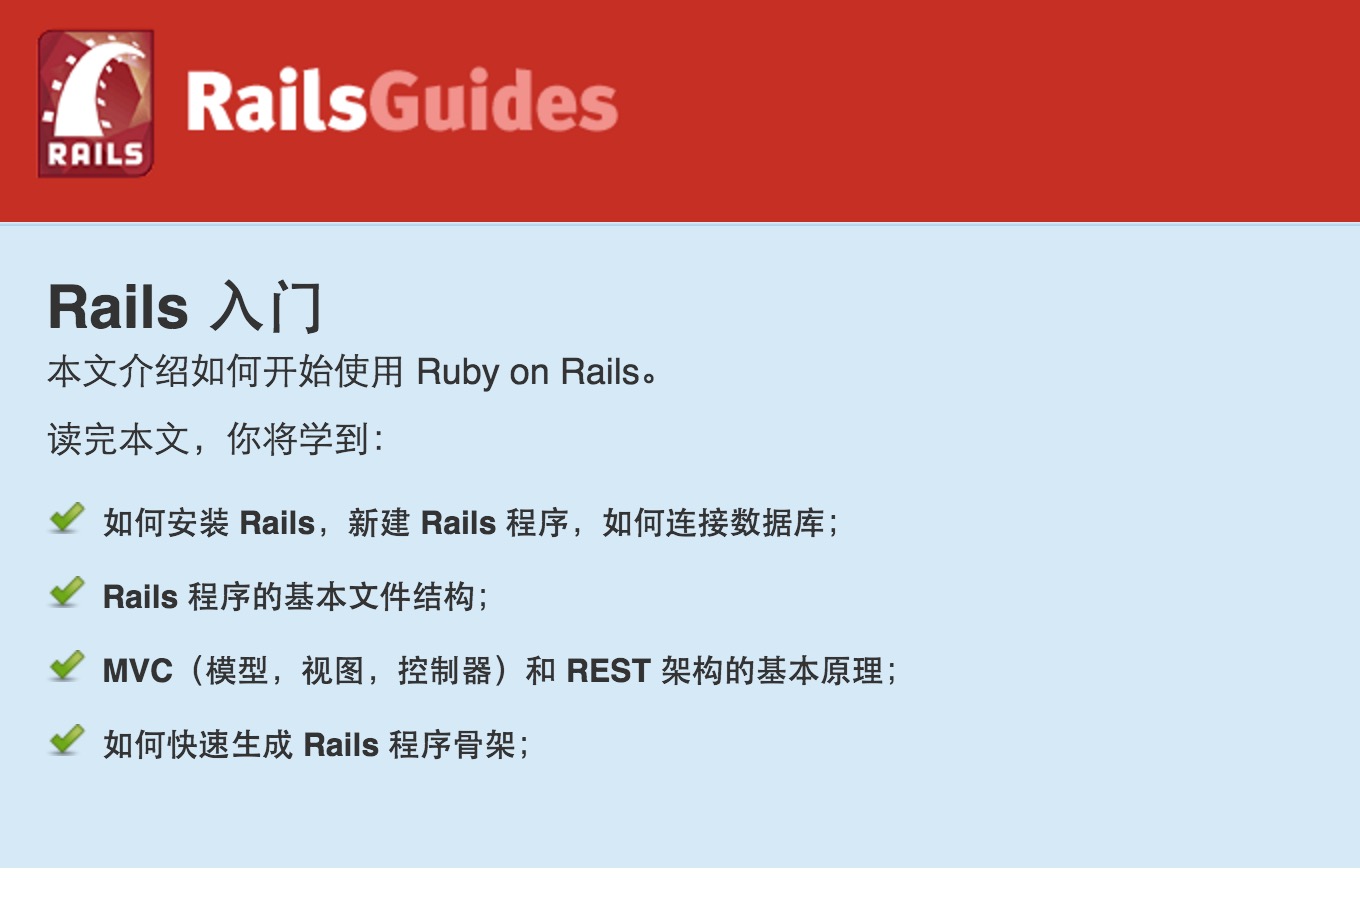 RAILS
RailsGuides
Rails 入门
本文介绍如何开始使用 Ruby on Rails。
读完本文，你将学到：
如何安装 Rails，新建 Rails 程序，如何连接数据库；
Rails 程序的基本文件结构；
MVC（模型，视图，控制器）和 REST 架构的基本原理；
如何快速生成 Rails 程序骨架；